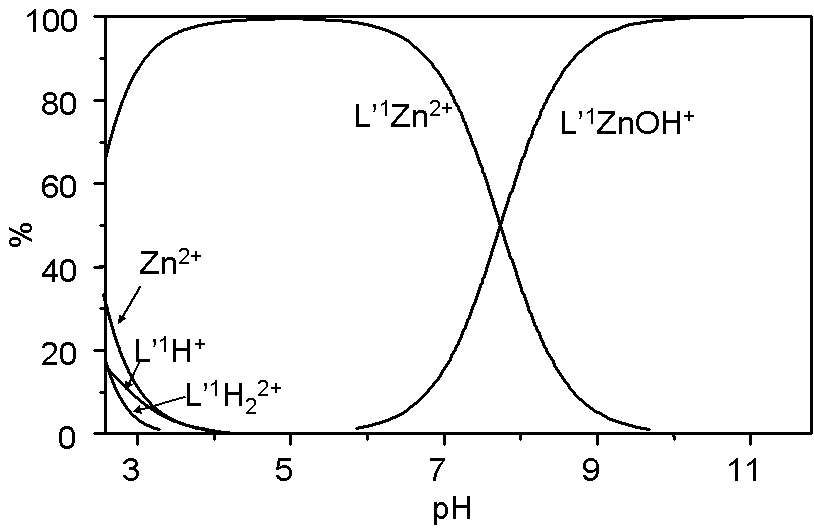 100
80
60
40
20
0
%
L’¹Zn²⁺
L’¹ZnOH⁺
Zn²⁺
L’¹H⁺
L’¹H₂²⁺
3 5 7 9 11
pH